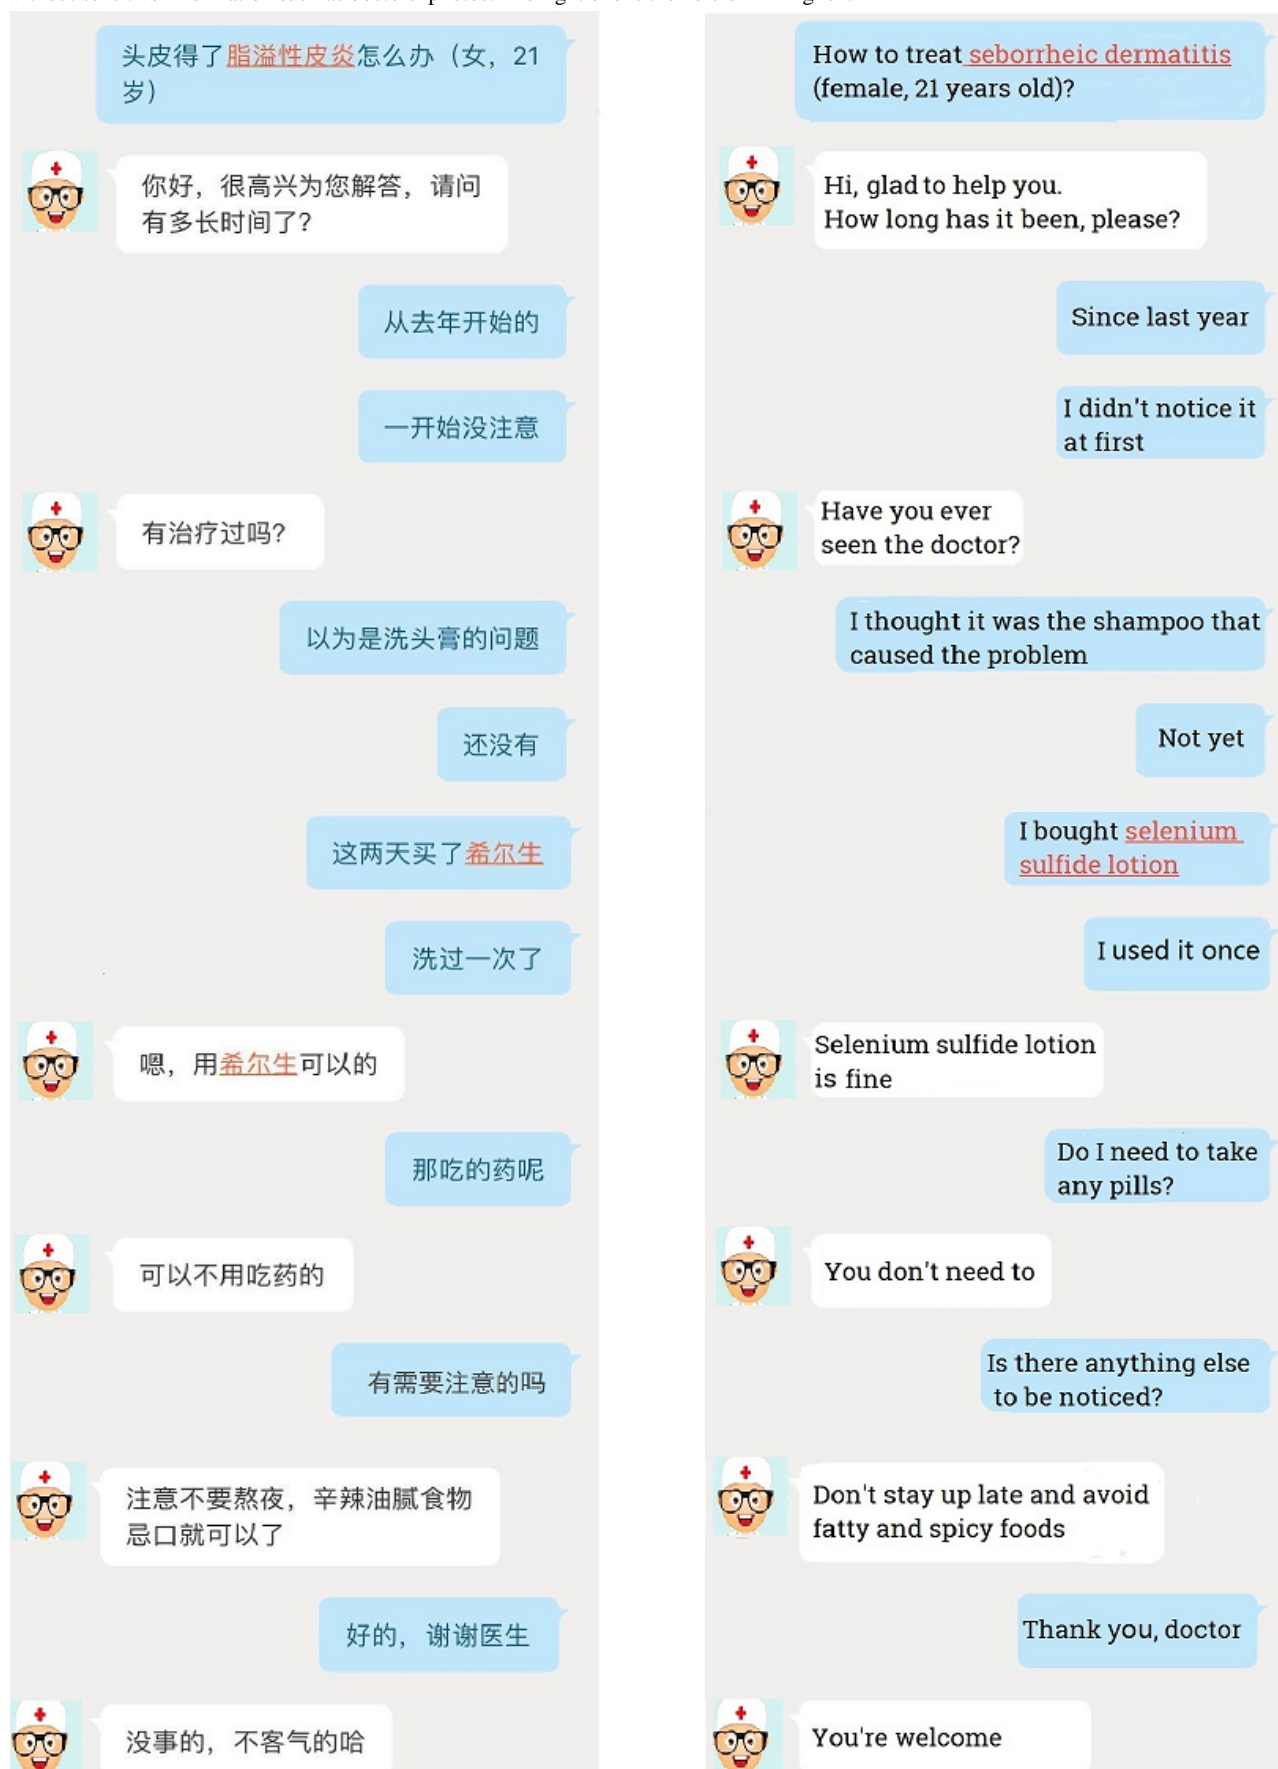 头皮得了脂溢性皮炎怎么办（女，21
岁）
你好，很高兴为您解答，请问
有多长时间了？
从去年开始的
一开始没注意
有治疗过吗？
以为是洗头膏的问题
还没有
这两天买了希尔生
洗过一次了
嗯，用希尔生可以的
那吃的药呢
可以不用吃药的
有需要注意的吗
注意不要熬夜，辛辣油腻食物
忌口就可以了
好的，谢谢医生
没事的，不客气的哈
How to treat seborrheic dermatitis
(female, 21 years old)?
Hi, glad to help you.
How long has it been, please?
Since last year
I didn't notice it
at first
Have you ever
seen the doctor?
I thought it was the shampoo that
caused the problem
Not yet
I bought selenium
sulfide lotion
I used it once
Selenium sulfide lotion
is fine
Do I need to take
any pills?
You don't need to
Is there anything else
to be noticed?
Don't stay up late and avoid
fatty and spicy foods
Thank you, doctor
You're welcome